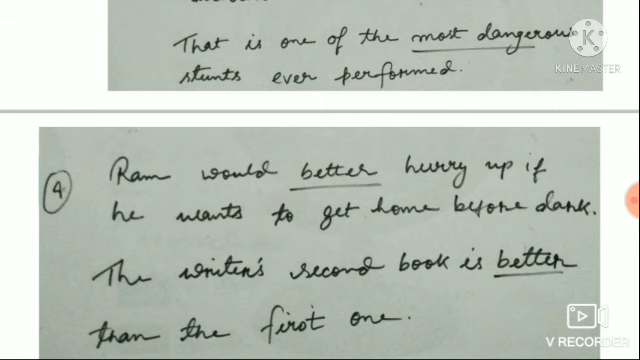 That is one of the most dangerous
stunts ever performed.
KINEMASTER
4 Ram would better hurry up if
he wants to get home before dark.
The writer's second book is better
than the first one.
V RECORDER